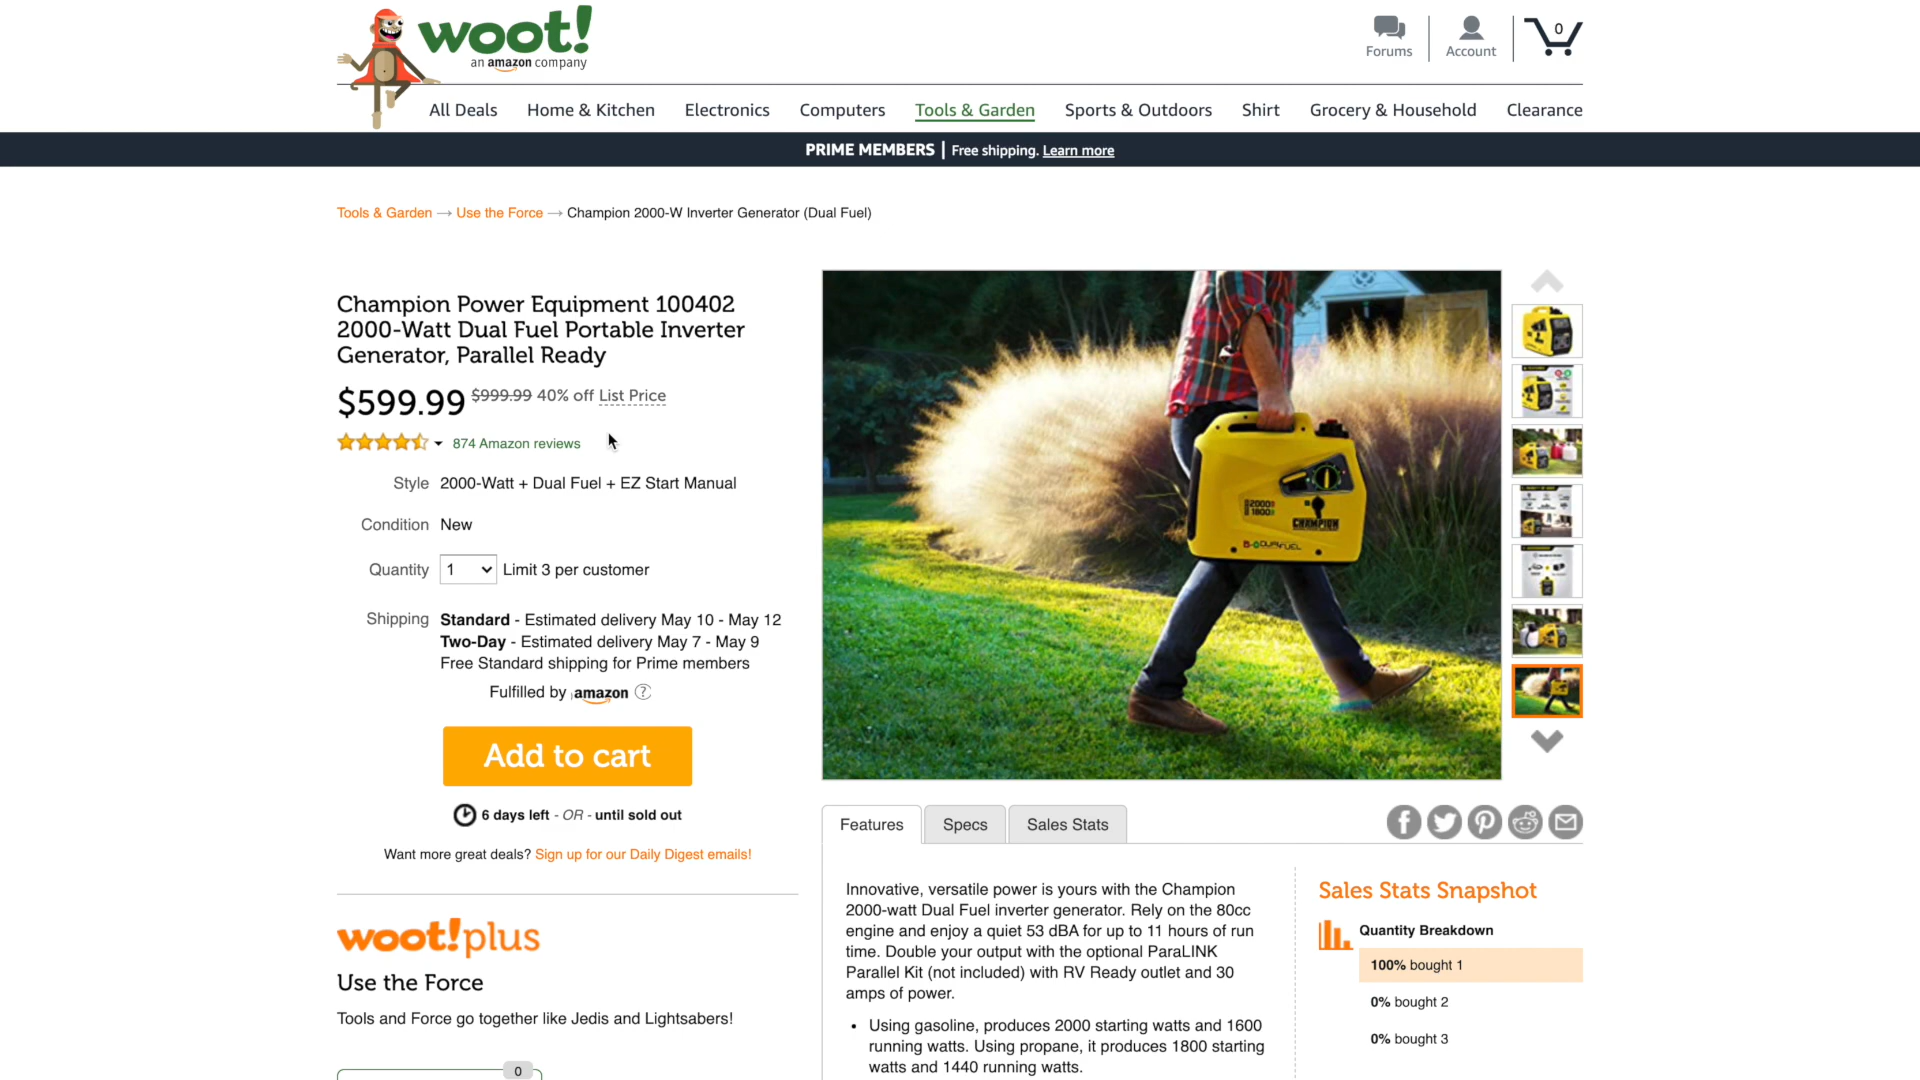 woot!
an amazon company
Forums
Account
0
All Deals
Home & Kitchen
Electronics
Computers
Tools & Garden
Sports & Outdoors
Shirt
Grocery & Household
Clearance
PRIME MEMBERS | Free shipping. Learn more
Tools & Garden → Use the Force → Champion 2000-W Inverter Generator (Dual Fuel)
Champion Power Equipment 100402
2000-Watt Dual Fuel Portable Inverter
Generator, Parallel Ready
$599.99 $999.99 40% off List Price
874 Amazon reviews
Style 2000-Watt + Dual Fuel + EZ Start Manual
Condition New
Quantity 1 Limit 3 per customer
Shipping Standard - Estimated delivery May 10 - May 12
Two-Day - Estimated delivery May 7 - May 9
Free Standard shipping for Prime members
Fulfilled by amazon ?
Add to cart
6 days left - OR - until sold out
Want more great deals? Sign up for our Daily Digest emails!
woot!plus
Use the Force
Tools and Force go together like Jedis and Lightsabers!
0
2000
1800
CHAMPION
DUAL FUEL
Features
Specs
Sales Stats
Innovative, versatile power is yours with the Champion
2000-watt Dual Fuel inverter generator. Rely on the 80cc
engine and enjoy a quiet 53 dBA for up to 11 hours of run
time. Double your output with the optional ParaLINK
Parallel Kit (not included) with RV Ready outlet and 30
amps of power.
• Using gasoline, produces 2000 starting watts and 1600
running watts. Using propane, it produces 1800 starting
watts and 1440 running watts.
Sales Stats Snapshot
Quantity Breakdown
100% bought 1
0% bought 2
0% bought 3